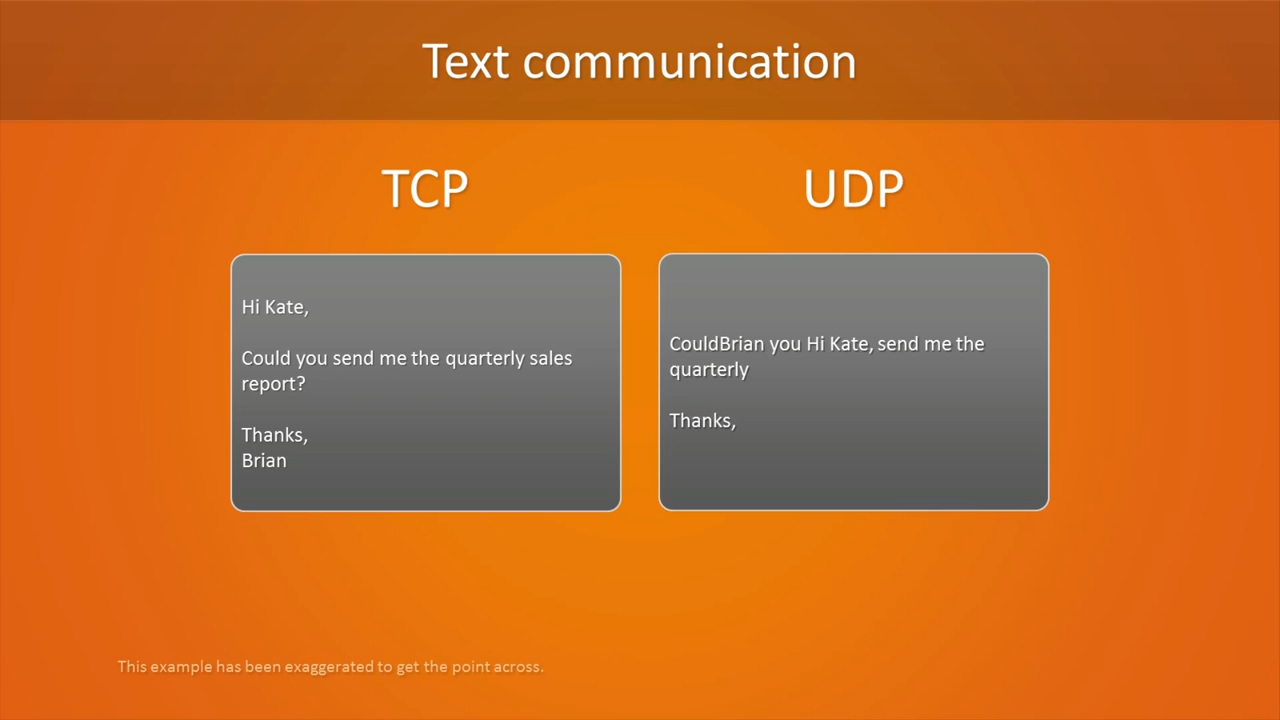 Text communication
TCP
UDP
Hi Kate,
Could you send me the quarterly sales
report?
Thanks,
Brian
CouldBrian you Hi Kate, send me the
quarterly
Thanks,
This example has been exaggerated to get the point across.